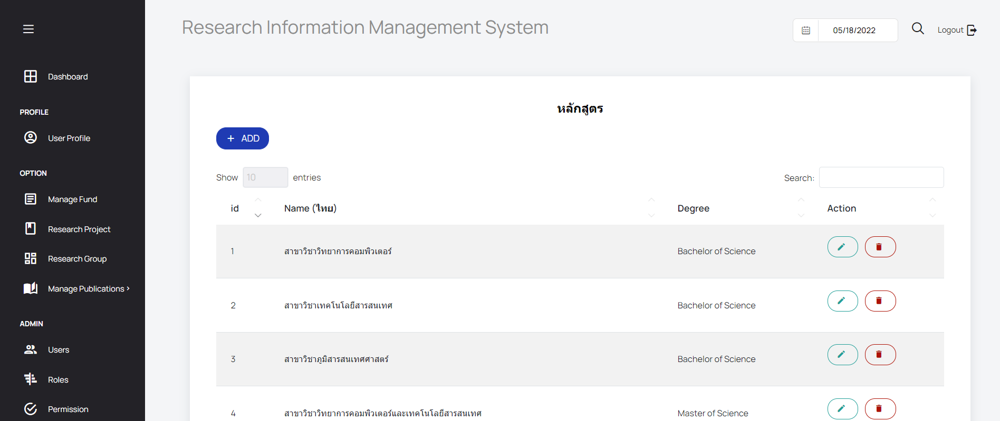 Research Information Management System
05/18/2022
Logout
Dashboard
PROFILE
User Profile
OPTION
Manage Fund
Research Project
Research Group
Manage Publications
ADMIN
Users
Roles
Permission
หลักสูตร
+ ADD
Show 10 entries
Search:
id Name (ไทย) Degree Action
1 สาขาวิชาวิทยาการคอมพิวเตอร์ Bachelor of Science
2 สาขาวิชาเทคโนโลยีสารสนเทศ Bachelor of Science
3 สาขาวิชาภูมิสารสนเทศศาสตร์ Bachelor of Science
4 สาขาวิชาวิทยาการคอมพิวเตอร์และเทคโนโลยีสารสนเทศ Master of Science